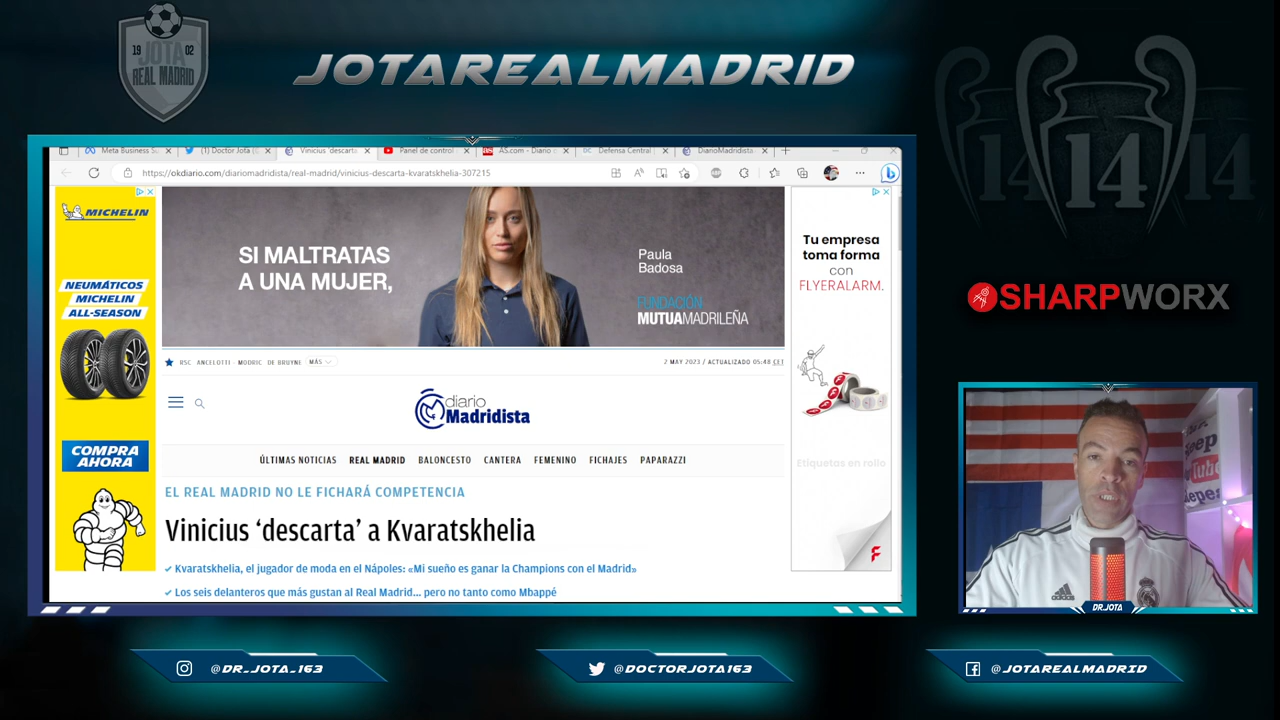 19 02
JOTA
REAL MADRID
JOTAREALMADRID
14 14 14
Meta Business S
(1) Doctor Jota (
Vinicius 'descarta'
Panel de control
AS.com - Diario
Defensa Central
DiarioMadridista
https://okdiario.com/diariomadridista/real-madrid/vinicius-descarta-kvaratskhelia-307215
MICHELIN
NEUMÁTICOS
MICHELIN
ALL-SEASON
COMPRA
AHORA
SI MALTRATAS
A UNA MUJER,
Paula
Badosa
FUNDACIÓN
MUTUAMADRILEÑA
Tu empresa
toma forma
con
FLYERALARM.
Etiquetas en rollo
RSC ANCELOTTI - MODRIC DE BRUYNE MÁS
2 MAY 2023 / ACTUALIZADO 05:48 CET
diario
Madridista
ÚLTIMAS NOTICIAS REAL MADRID BALONCESTO CANTERA FEMENINO FICHAJES PAPARAZZI
EL REAL MADRID NO LE FICHARÁ COMPETENCIA
Vinicius ‘descarta’ a Kvaratskhelia
Kvaratskhelia, el jugador de moda en el Nápoles: «Mi sueño es ganar la Champions con el Madrid»
Los seis delanteros que más gustan al Real Madrid... pero no tanto como Mbappé
SHARPWORX
DR.JOTA
@DR_JOTA_163
@DOCTORJOTA163
@JOTAREALMADRID